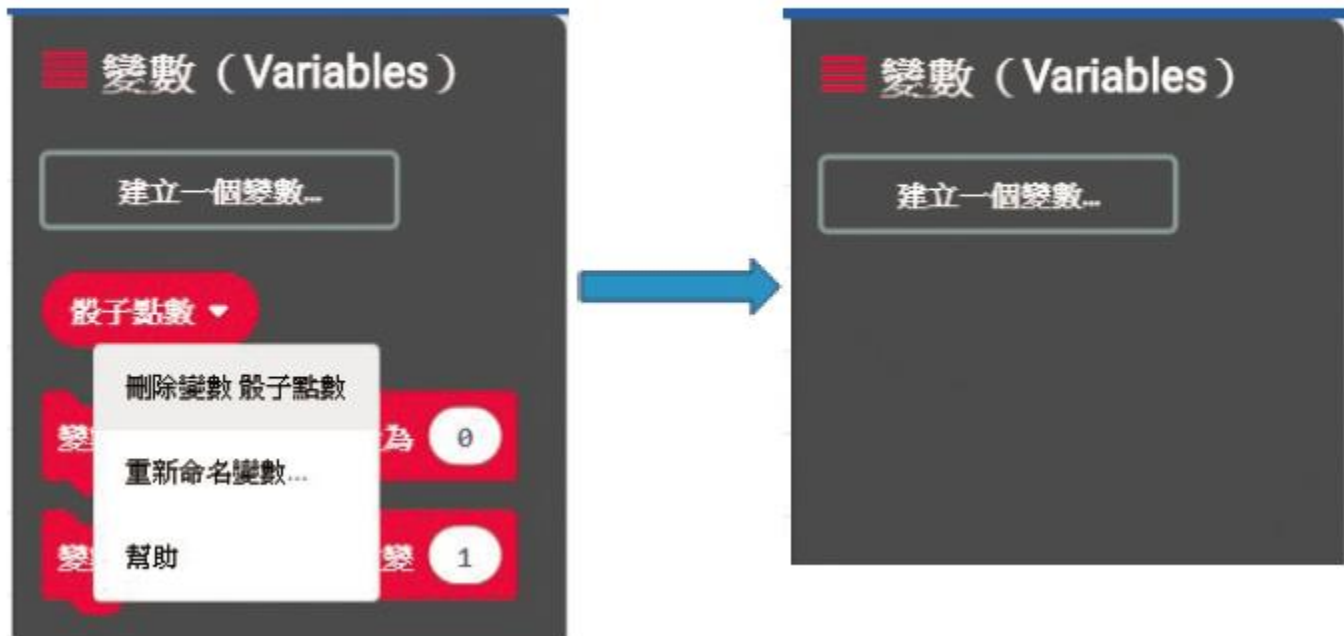 變數（Variables）
建立一個變數...
骰子點數
刪除變數 骰子點數
為 0
重新命名變數...
變 1
幫助
變數（Variables）
建立一個變數...